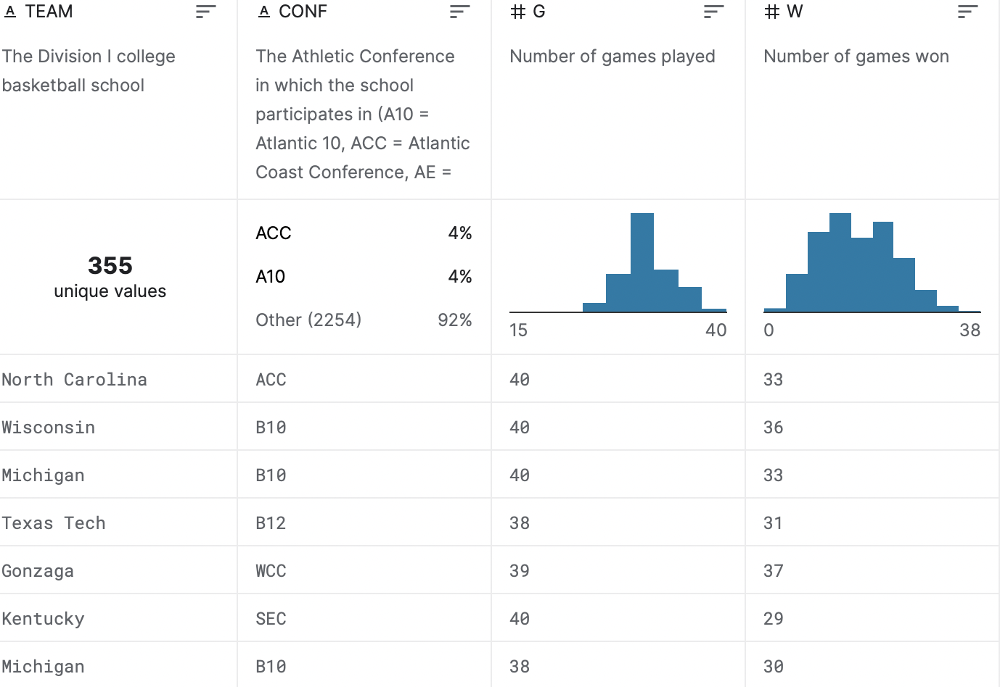 A TEAM
A CONF
# G
# W
The Division I college
basketball school
The Athletic Conference
in which the school
participates in (A10 =
Atlantic 10, ACC = Atlantic
Coast Conference, AE =
Number of games played
Number of games won
355
unique values
ACC 4%
A10 4%
Other (2254) 92%
15 40
0 38
North Carolina ACC 40 33
Wisconsin B10 40 36
Michigan B10 40 33
Texas Tech B12 38 31
Gonzaga WCC 39 37
Kentucky SEC 40 29
Michigan B10 38 30